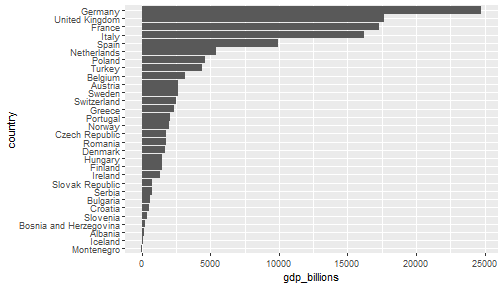 Germany
United Kingdom
France
Italy
Spain
Netherlands
Poland
Turkey
Belgium
Austria
Sweden
Switzerland
Greece
Portugal
Norway
Czech Republic
Romania
Denmark
Hungary
Finland
Ireland
Slovak Republic
Serbia
Bulgaria
Croatia
Slovenia
Bosnia and Herzegovina
Albania
Iceland
Montenegro
country
0 5000 10000 15000 20000 25000
gdp_billions